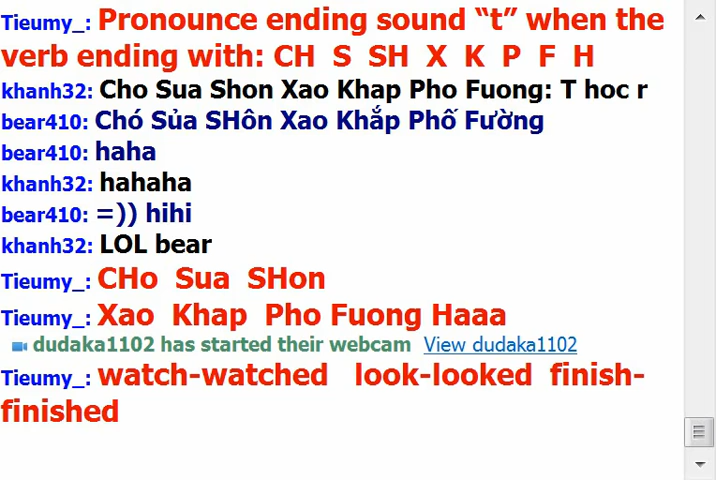 Tieumy_: Pronounce ending sound “t” when the
verb ending with: CH S SH X K P F H
khanh32: Cho Sua Shon Xao Khap Pho Fuong: T hoc r
bear410: Chó Sủa SHôn Xao Khắp Phố Fường
bear410: haha
khanh32: hahaha
bear410: =)) hihi
khanh32: LOL bear
Tieumy_: CHo Sua SHon
Tieumy_: Xao Khap Pho Fuong Haaa
dudaka1102 has started their webcam View dudaka1102
Tieumy_: watch-watched look-looked finish-
finished